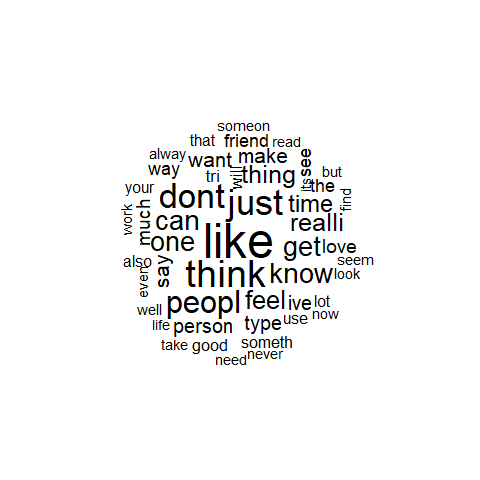 someon
that friend read
alway want make see
way tri will thing its but
your dont just time the find
work much can like realli
one get love
also think know seem
even say look
peopl feel ive lot
well type use now
life person
take good someth
need never